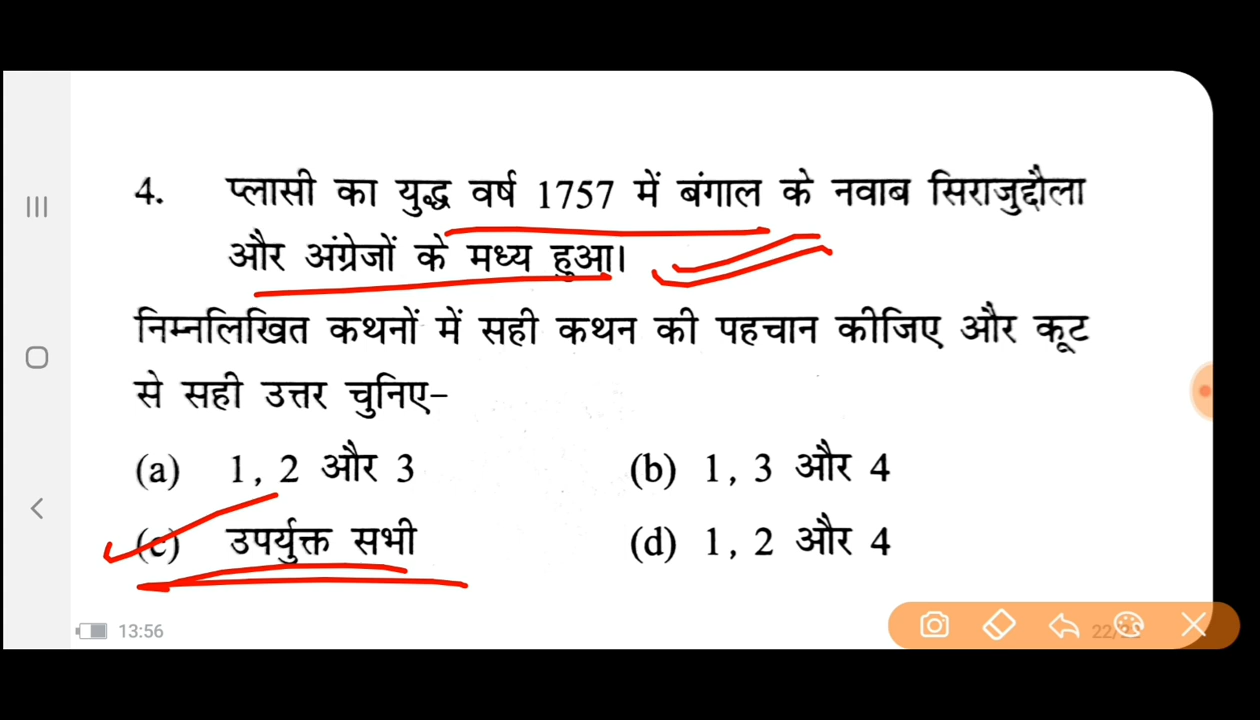 4. प्लासी का युद्ध वर्ष 1757 में बंगाल के नवाब सिराजुद्दौला
और अंग्रेजों के मध्य हुआ।
निम्नलिखित कथनों में सही कथन की पहचान कीजिए और कूट
से सही उत्तर चुनिए-
(a) 1, 2 और 3 (b) 1, 3 और 4
(c) उपर्युक्त सभी (d) 1, 2 और 4
13:56